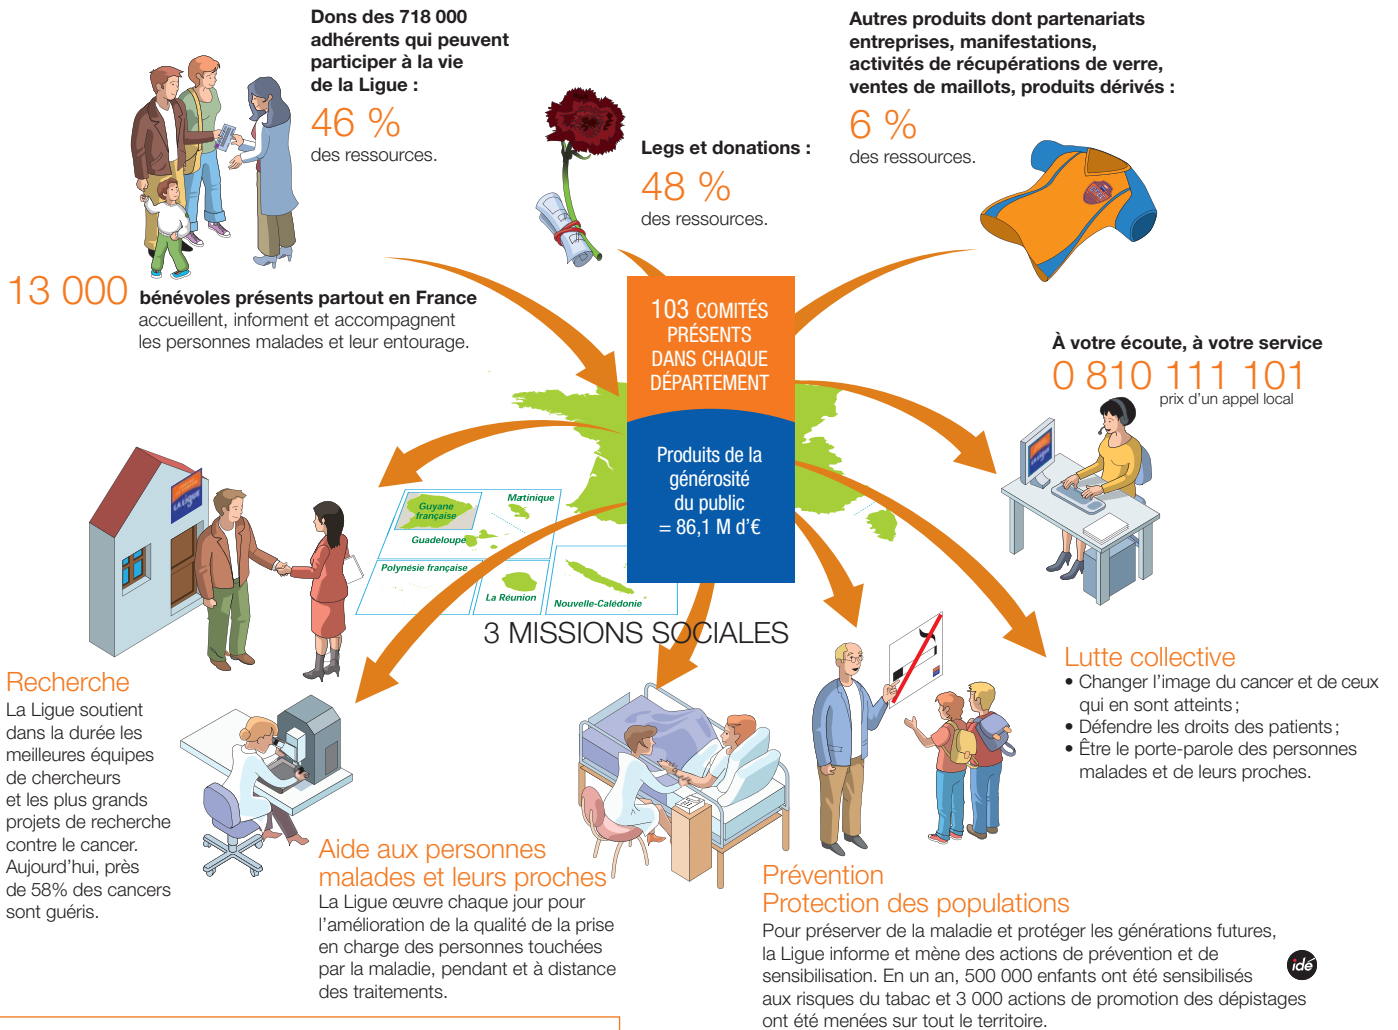 Dons des 718 000
adhérents qui peuvent
participer à la vie
de la Ligue :
46 %
des ressources.
Legs et donations :
48 %
des ressources.
Autres produits dont partenariats
entreprises, manifestations,
activités de récupérations de verre,
ventes de maillots, produits dérivés :
6 %
des ressources.
13 000 bénévoles présents partout en France
accueillent, informent et accompagnent
les personnes malades et leur entourage.
103 COMITÉS
PRÉSENTS
DANS CHAQUE
DÉPARTEMENT
Produits de la
générosité
du public
= 86,1 M d'€
À votre écoute, à votre service
0 810 111 101
prix d'un appel local
LA LIGUE
LA LIGUE
Guyane
française
Martinique
Guadeloupe
Polynésie française
La Réunion
Nouvelle-Calédonie
3 MISSIONS SOCIALES
Recherche
La Ligue soutient
dans la durée les
meilleures équipes
de chercheurs
et les plus grands
projets de recherche
contre le cancer.
Aujourd'hui, près
de 58% des cancers
sont guéris.
Aide aux personnes
malades et leurs proches
La Ligue œuvre chaque jour pour
l'amélioration de la qualité de la prise
en charge des personnes touchées
par la maladie, pendant et à distance
des traitements.
Prévention
Protection des populations
Pour préserver de la maladie et protéger les générations futures,
la Ligue informe et mène des actions de prévention et de
sensibilisation. En un an, 500 000 enfants ont été sensibilisés
aux risques du tabac et 3 000 actions de promotion des dépistages
ont été menées sur tout le territoire.
idé
Lutte collective
• Changer l'image du cancer et de ceux
qui en sont atteints ;
• Défendre les droits des patients ;
• Être le porte-parole des personnes
malades et de leurs proches.